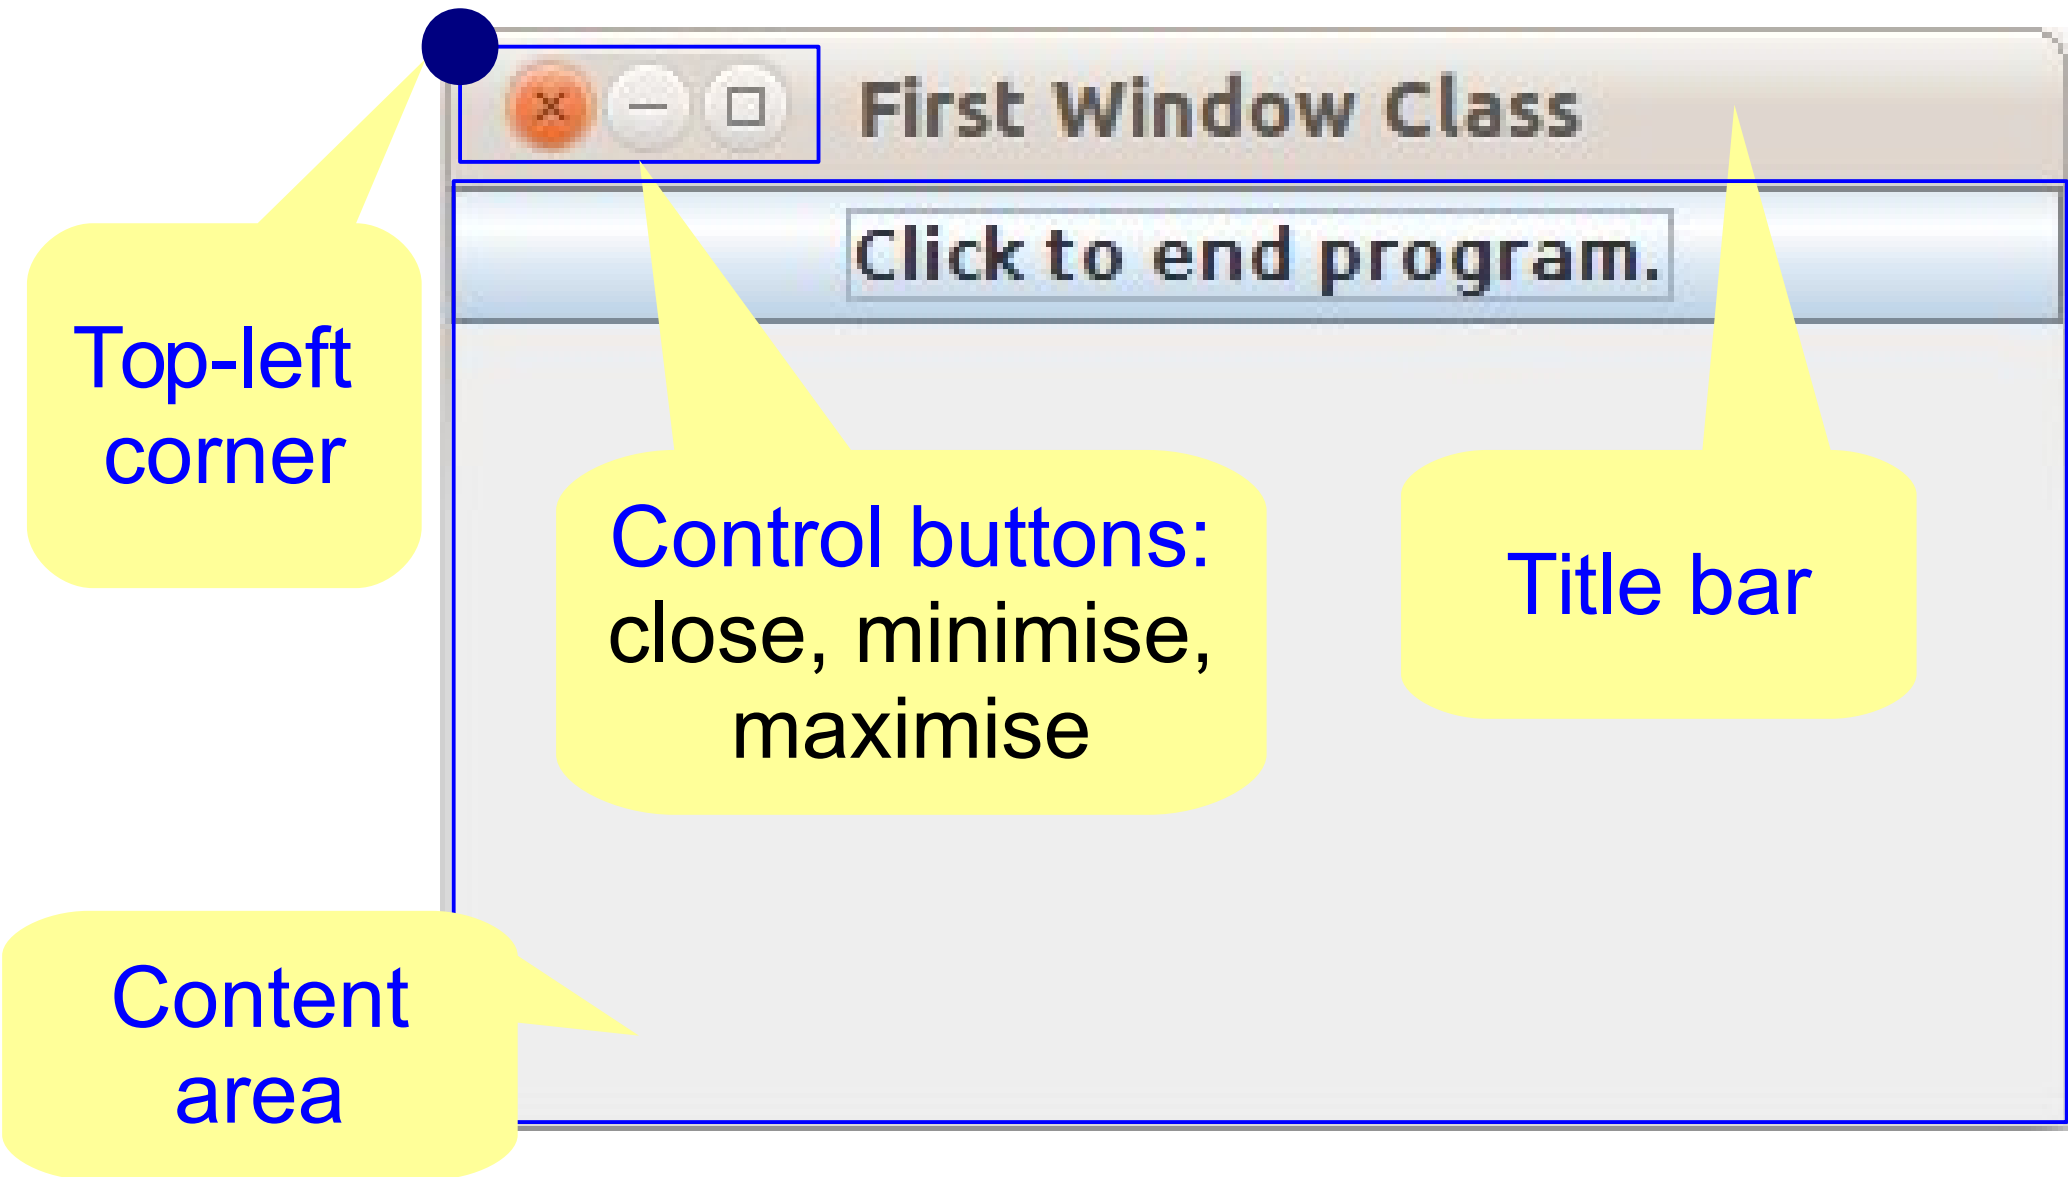 First Window Class
Click to end program.
Top-left
corner
Control buttons:
close, minimise,
maximise
Title bar
Content
area